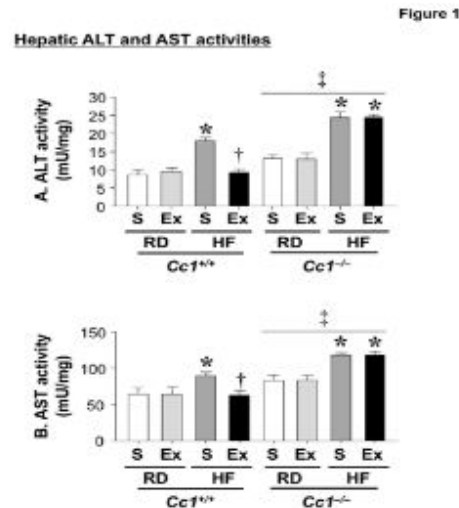 Figure 1
Hepatic ALT and AST activities
‡
A. ALT activity (mU/mg)
30
25
20
15
10
5
0
* † * *
S Ex S Ex S Ex S Ex
RD HF RD HF
Cc1+/+ Cc1−/−
‡
B. AST activity (mU/mg)
150
100
50
0
* † * *
S Ex S Ex S Ex S Ex
RD HF RD HF
Cc1+/+ Cc1−/−